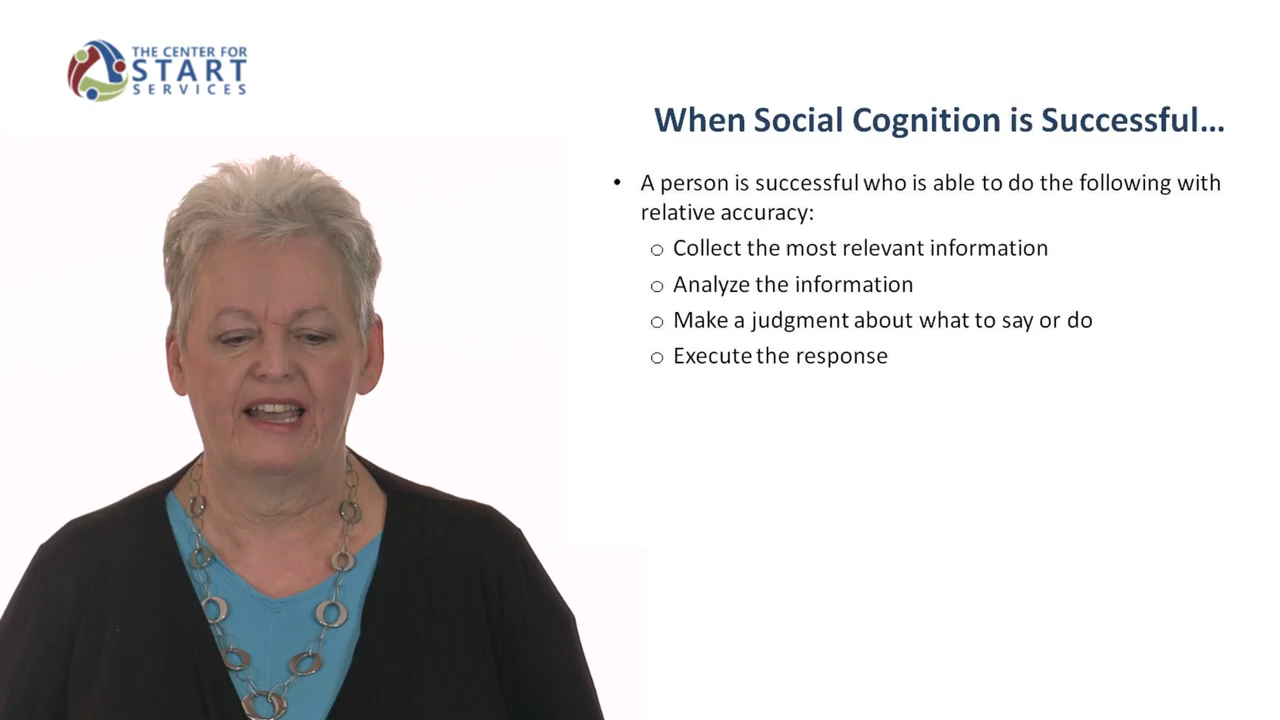 THE CENTER FOR
START
SERVICES
When Social Cognition is Successful…
• A person is successful who is able to do the following with
relative accuracy:
o Collect the most relevant information
o Analyze the information
o Make a judgment about what to say or do
o Execute the response